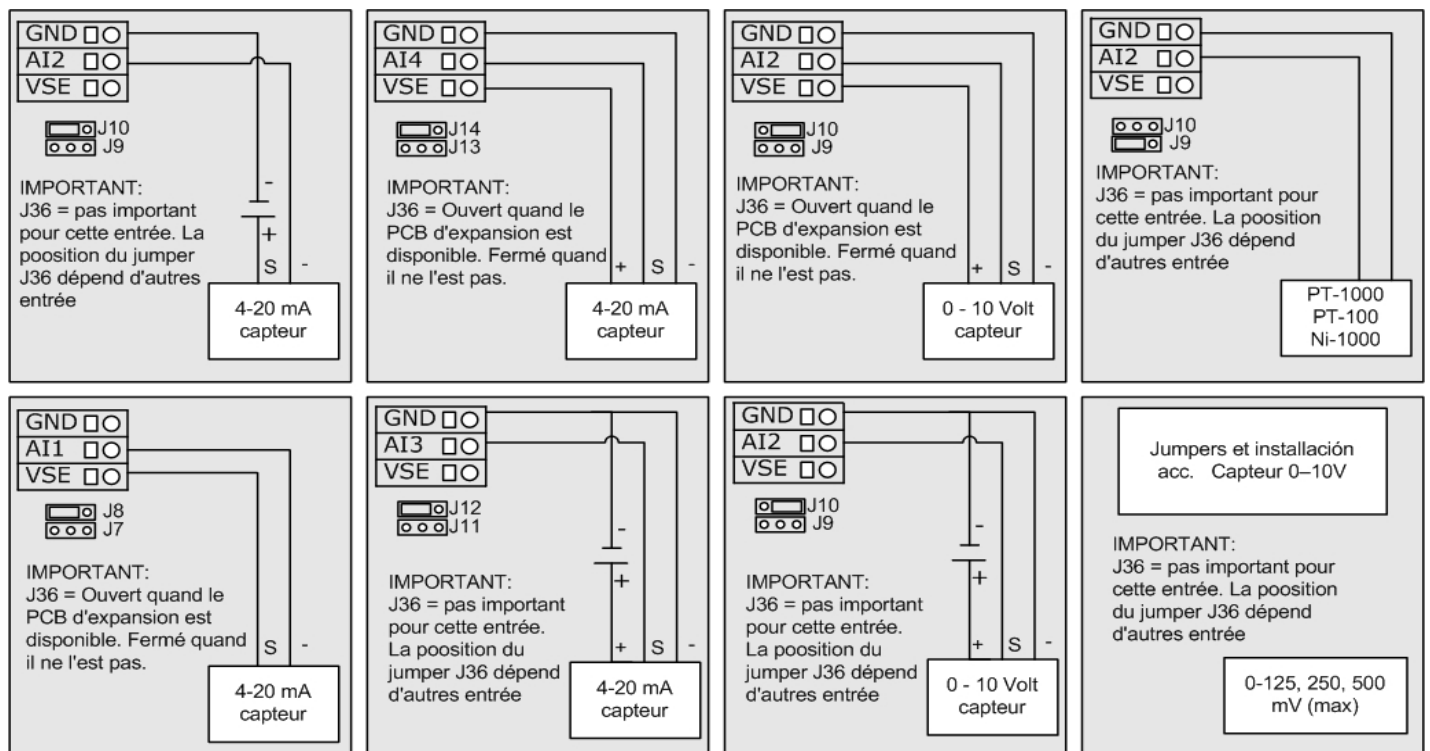 GND
AI2
VSE
J10
J9
IMPORTANT:
J36 = pas important
pour cette entrée. La
poosition du jumper
J36 dépend d'autres
entrée
-
+
S -
4-20 mA
capteur
GND
AI4
VSE
J14
J13
IMPORTANT:
J36 = Ouvert quand le
PCB d'expansion est
disponible. Fermé quand
il ne l'est pas.
+ S -
4-20 mA
capteur
GND
AI2
VSE
J10
J9
IMPORTANT:
J36 = Ouvert quand le
PCB d'expansion est
disponible. Fermé quand
il ne l'est pas.
+ S -
0 - 10 Volt
capteur
GND
AI2
VSE
J10
J9
IMPORTANT:
J36 = pas important pour
cette entrée. La poosition
du jumper J36 dépend
d'autres entrée
PT-1000
PT-100
Ni-1000
GND
AI1
VSE
J8
J7
IMPORTANT:
J36 = Ouvert quand le
PCB d'expansion est
disponible. Fermé quand
il ne l'est pas.
S -
4-20 mA
capteur
GND
AI3
VSE
J12
J11
IMPORTANT:
J36 = pas important
pour cette entrée.
La poosition du
jumper J36 dépend
d'autres entrée
-
+
+ S -
4-20 mA
capteur
GND
AI2
VSE
J10
J9
IMPORTANT:
J36 = pas important
pour cette entrée.
La poosition du
jumper J36 dépend
d'autres entrée
-
+
+ S -
0 - 10 Volt
capteur
Jumpers et installación
acc. Capteur 0–10V
IMPORTANT:
J36 = pas important pour
cette entrée. La poosition
du jumper J36 dépend
d'autres entrée
0-125, 250, 500
mV (max)